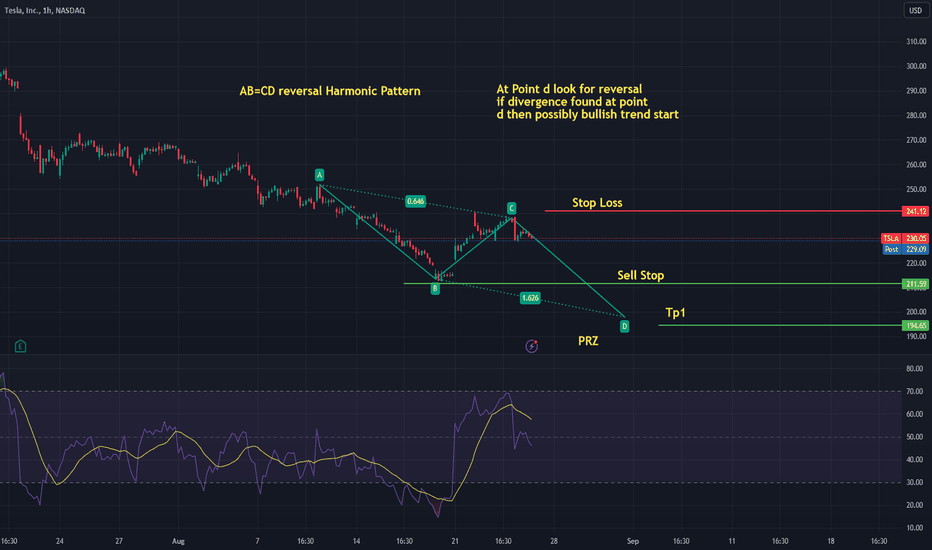 Tesla, Inc., 1h, NASDAQ
USD
310.00
300.00
290.00
280.00
270.00
260.00
250.00
241.12
TSLA 230.05
Post 229.09
220.00
211.59
200.00
194.65
190.00
AB=CD reversal Harmonic Pattern
At Point d look for reversal
if divergence found at point
d then possibly bullish trend start
A
0.646
C
Stop Loss
Sell Stop
B
1.626
Tp1
D
PRZ
E
80.00
70.00
60.00
50.00
40.00
30.00
20.00
10.00
16:30 24 27 Aug 7 16:30 14 16:30 21 16:30 28 Sep 16:30 11 16:30 18 16:30